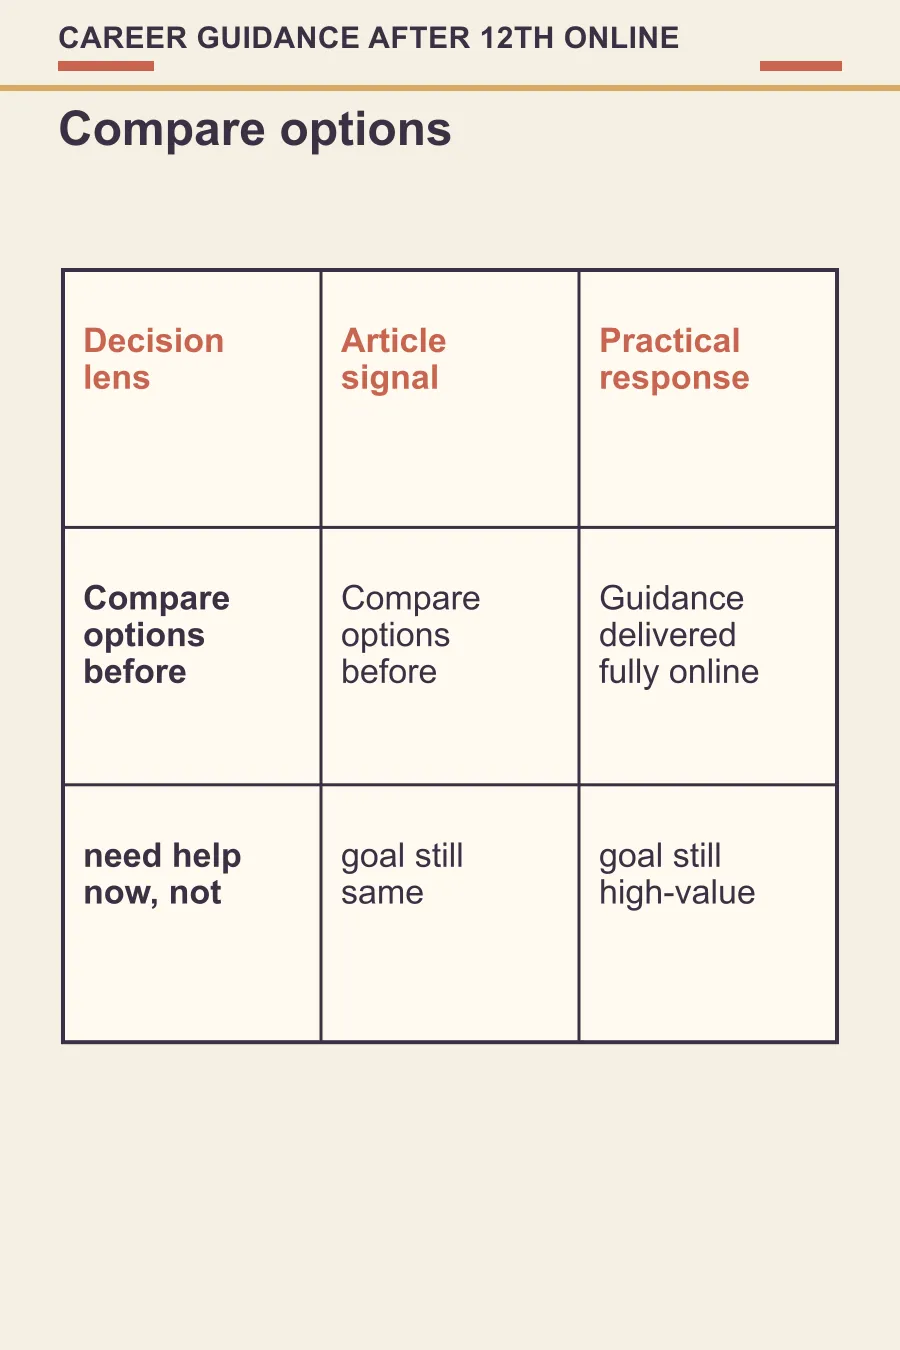 CAREER GUIDANCE AFTER 12TH ONLINE
Compare options
Decision
lens
Article
signal
Practical
response
Compare
options
before
Compare
options
before
Guidance
delivered
fully online
need help
now, not
goal still
same
goal still
high-value